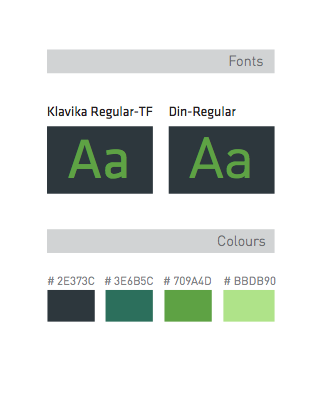 Fonts
Klavika Regular-TF Din-Regular
Aa Aa
Colours
# 2E373C # 3E6B5C # 709A4D # BBDB90